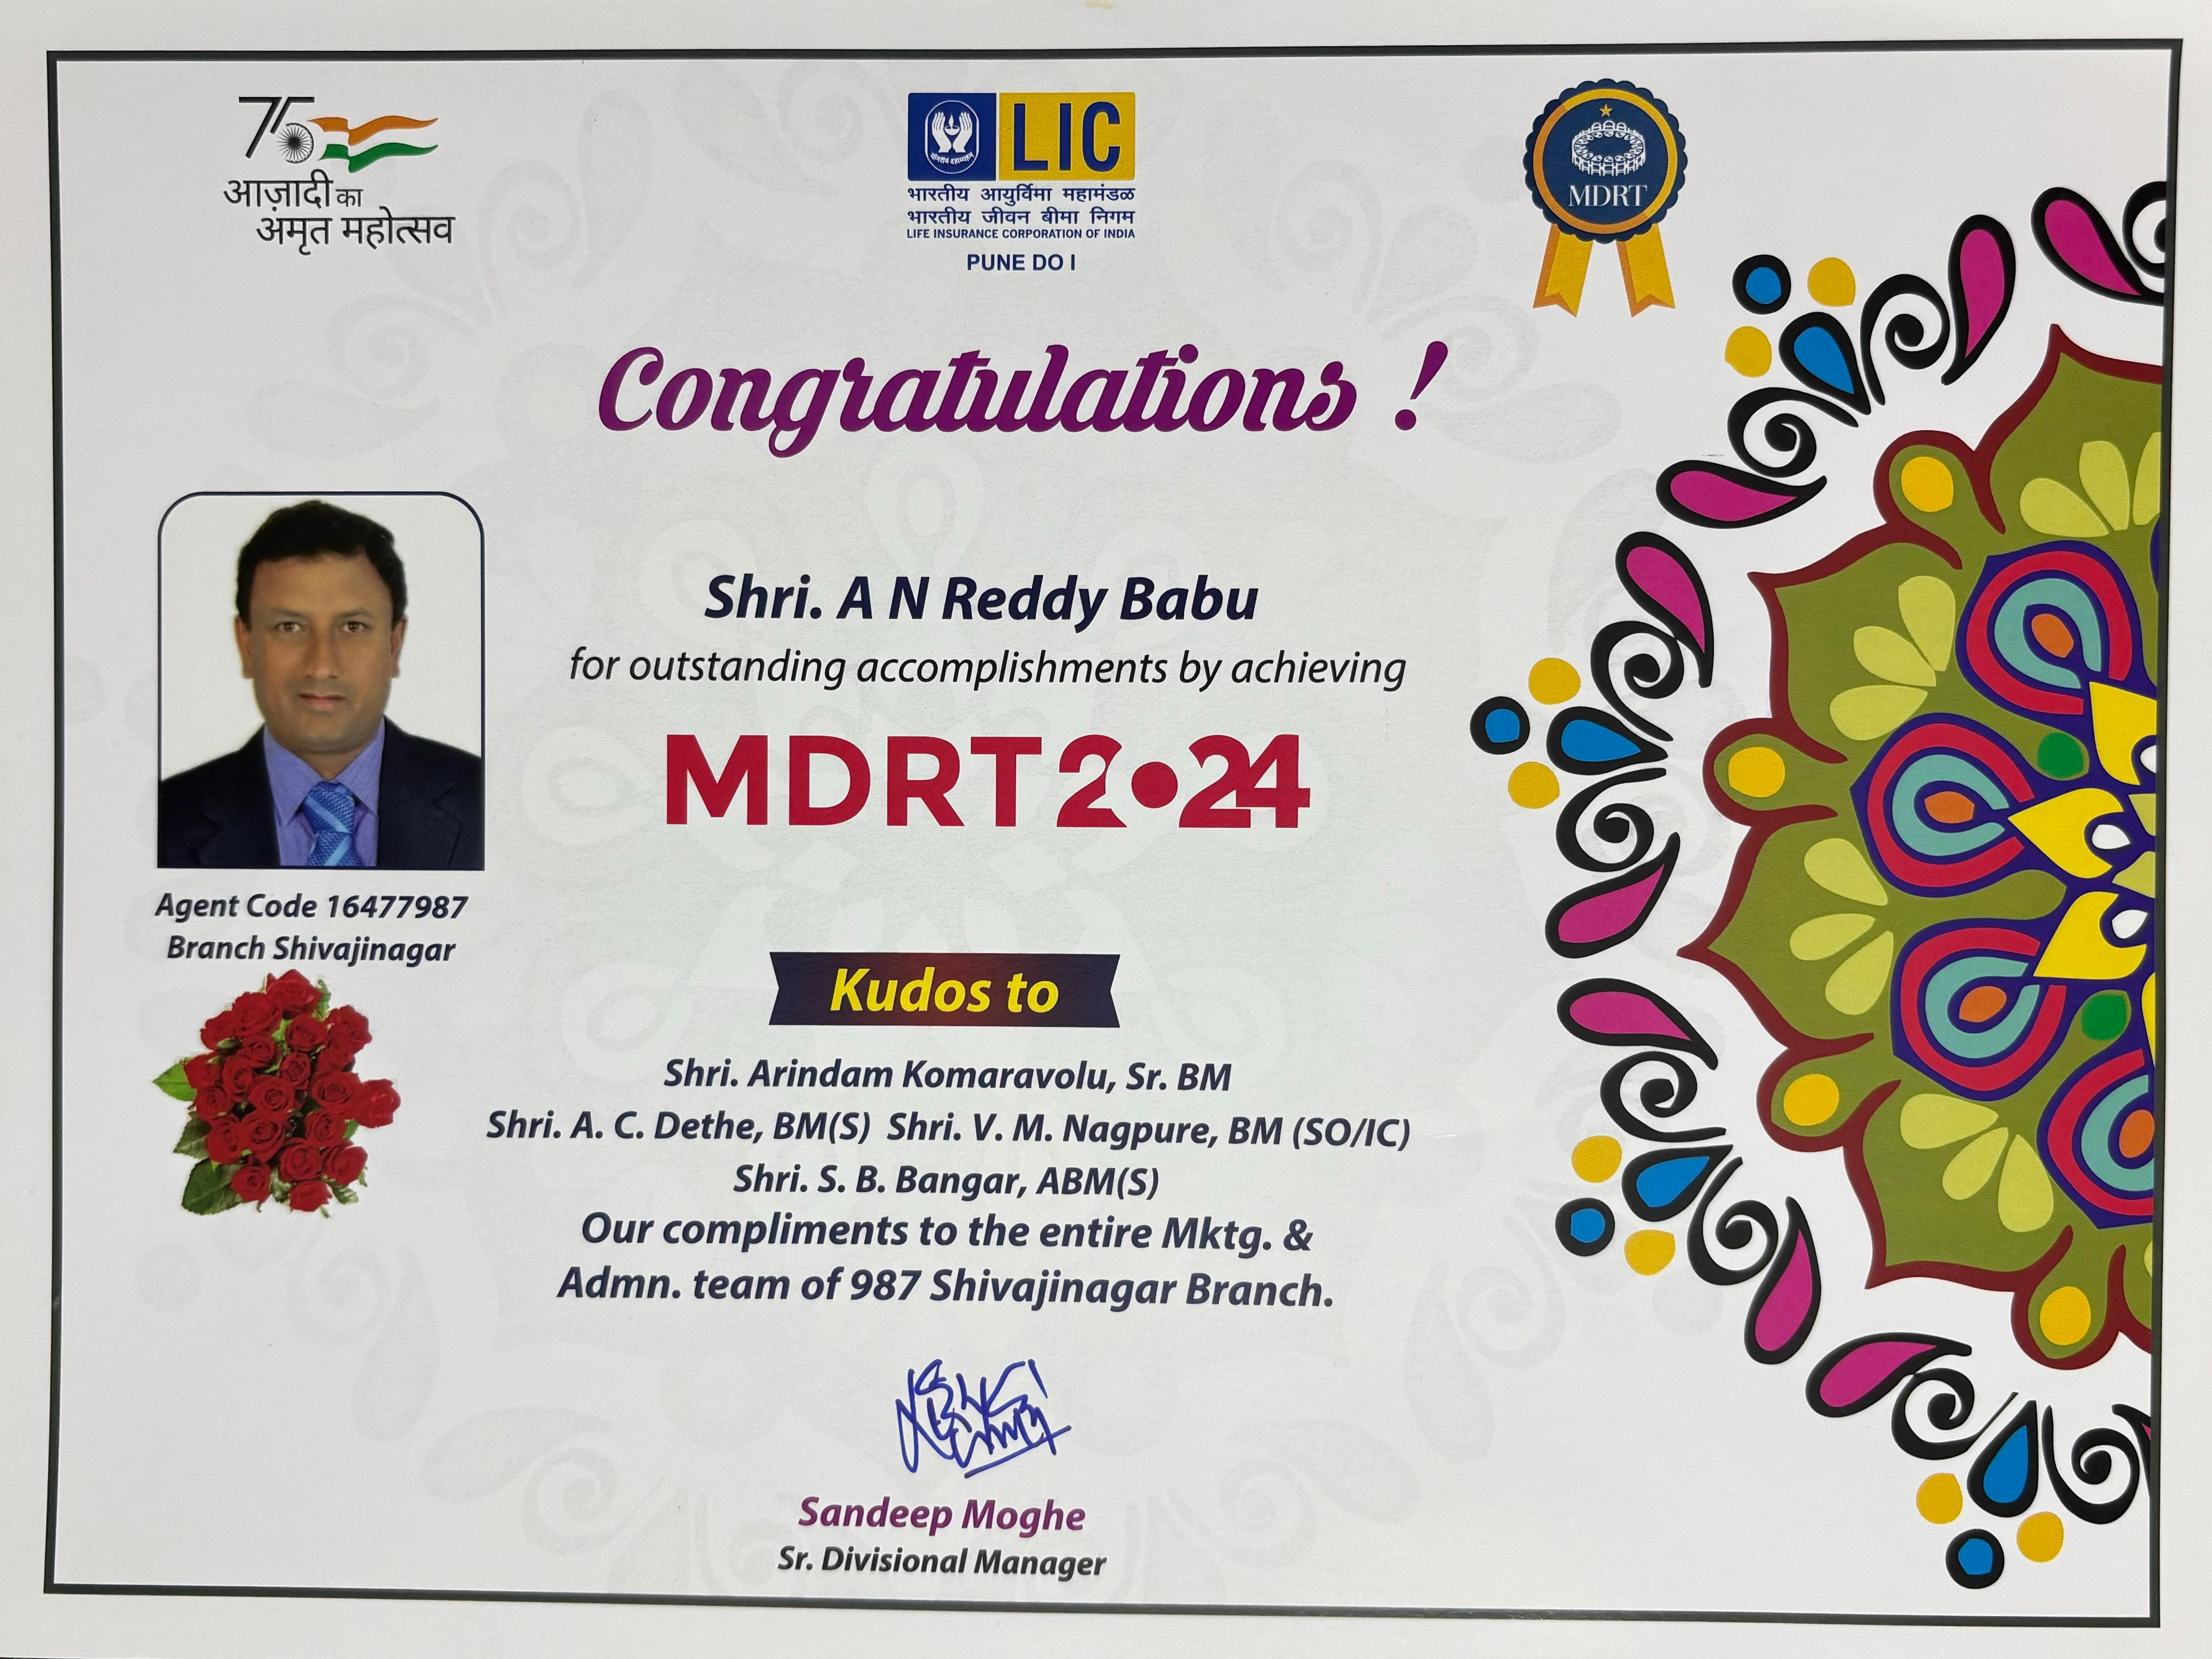 75
आज़ादी का
अमृत महोत्सव
LIC
भारतीय आयुर्विमा महामंडळ
भारतीय जीवन बीमा निगम
LIFE INSURANCE CORPORATION OF INDIA
PUNE DO I
MDRT
Congratulations !
Shri. A N Reddy Babu
for outstanding accomplishments by achieving
MDRT 2024
Agent Code 16477987
Branch Shivajinagar
Kudos to
Shri. Arindam Komaravolu, Sr. BM
Shri. A. C. Dethe, BM(S) Shri. V. M. Nagpure, BM (SO/IC)
Shri. S. B. Bangar, ABM(S)
Our compliments to the entire Mktg. &
Admn. team of 987 Shivajinagar Branch.
Sandeep Moghe
Sr. Divisional Manager